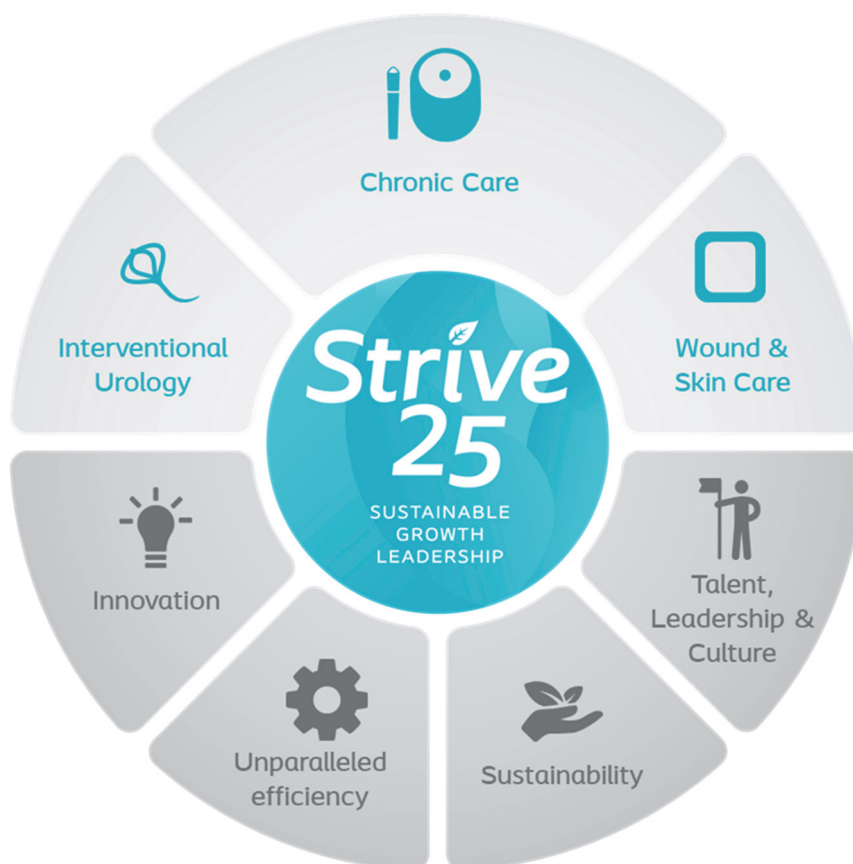 Chronic Care
Interventional
Urology
Wound &
Skin Care
Strive
25
SUSTAINABLE
GROWTH
LEADERSHIP
Innovation
Talent,
Leadership &
Culture
Unparalleled
efficiency
Sustainability